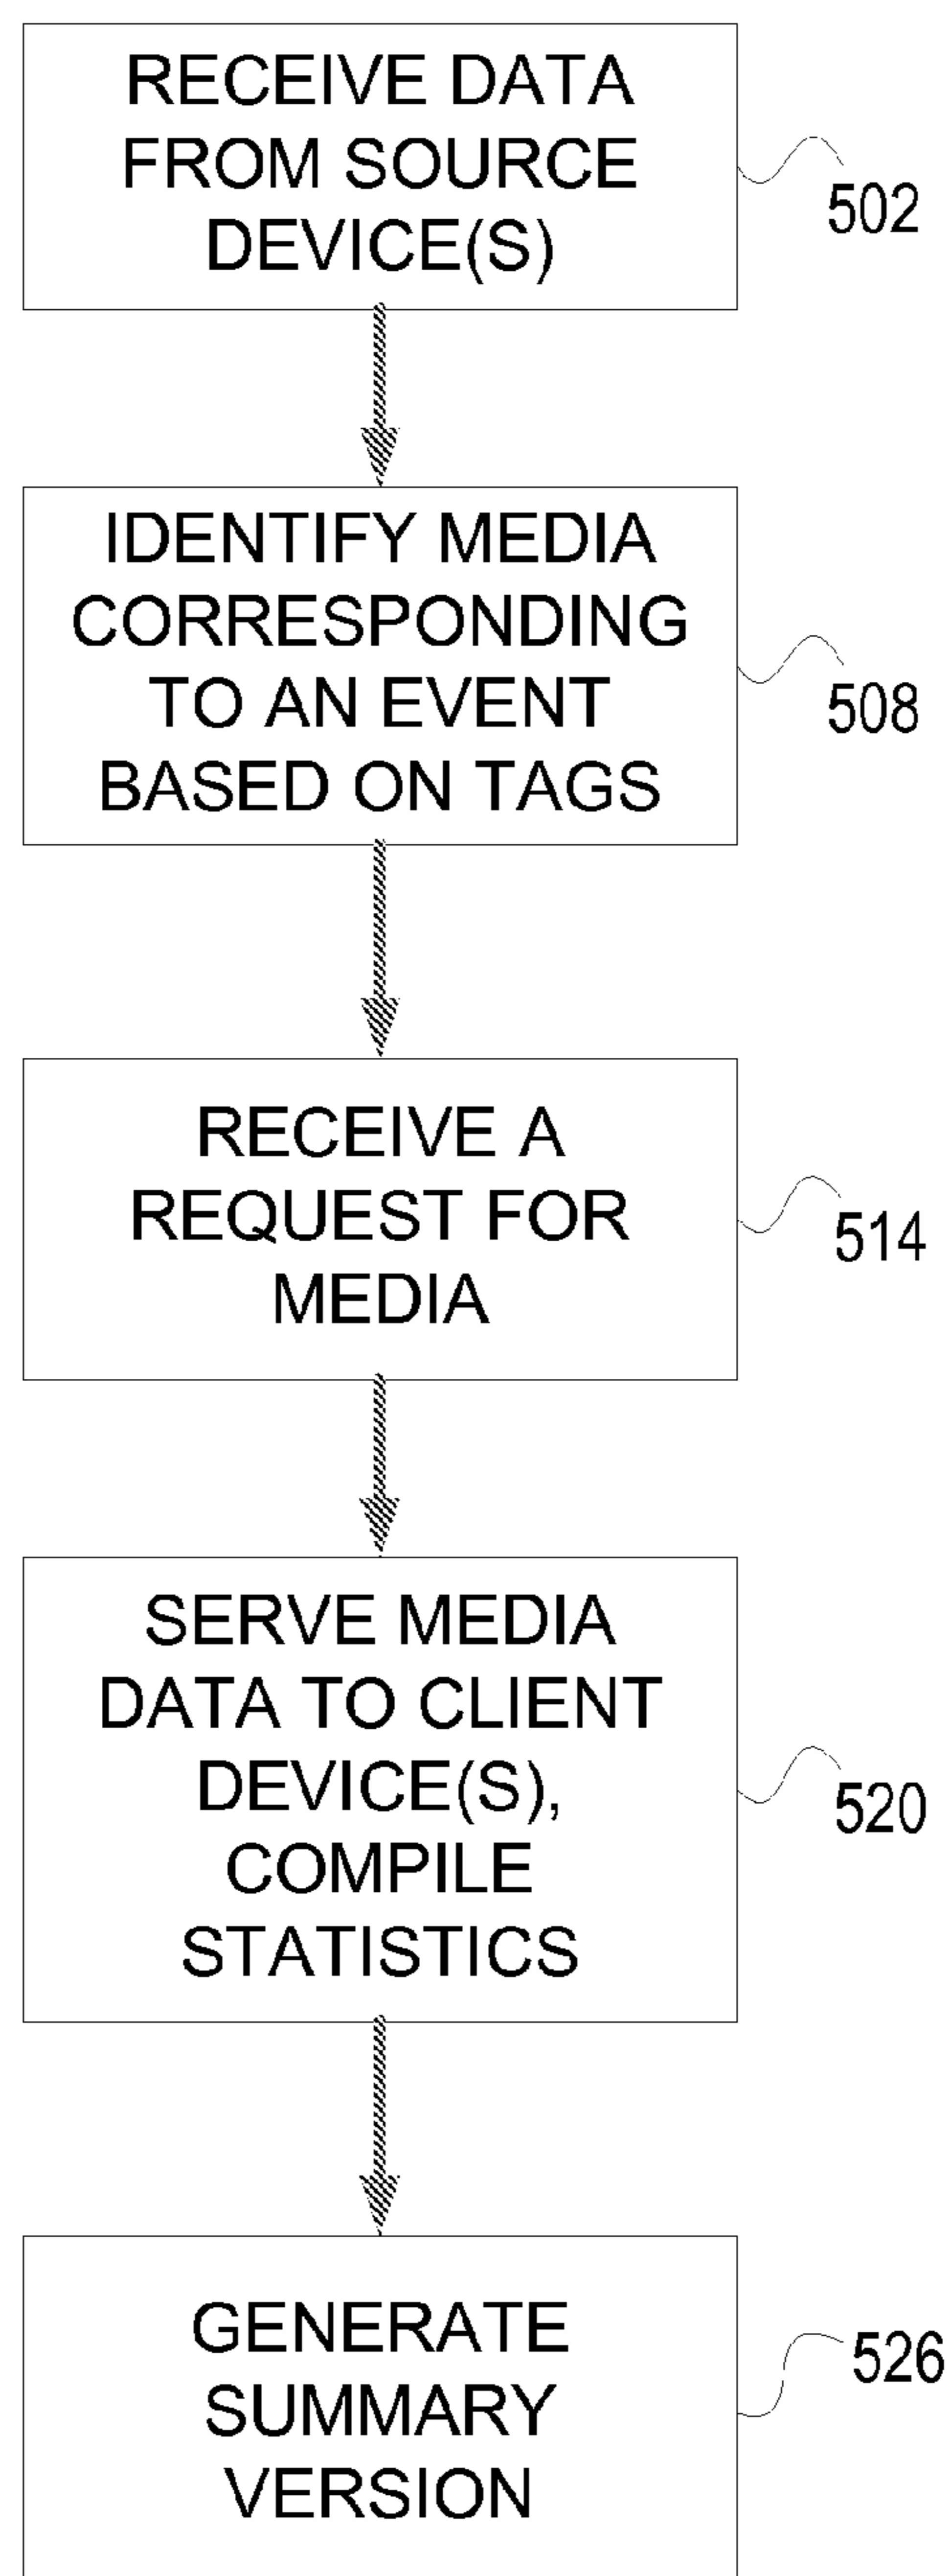 RECEIVE DATA
FROM SOURCE
DEVICE(S)
502
IDENTIFY MEDIA
CORRESPONDING
TO AN EVENT
BASED ON TAGS
508
RECEIVE A
REQUEST FOR
MEDIA
514
SERVE MEDIA
DATA TO CLIENT
DEVICE(S),
COMPILE
STATISTICS
520
GENERATE
SUMMARY
VERSION
526